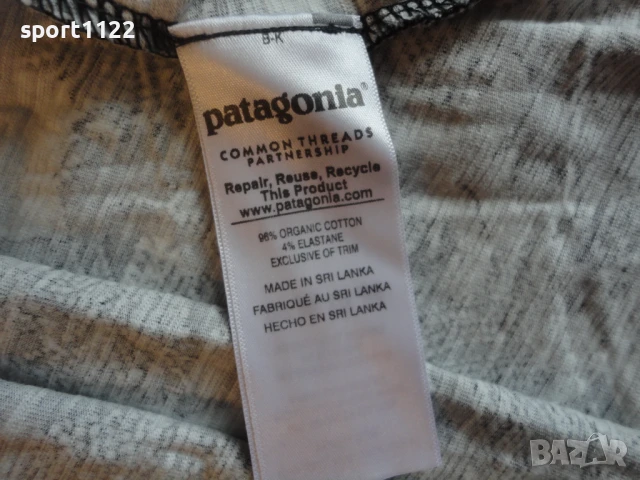 sport1122
B-K
patagonia®
COMMON THREADS
PARTNERSHIP
Repair, Reuse, Recycle
This Product
www.patagonia.com
96% ORGANIC COTTON
4% ELASTANE
EXCLUSIVE OF TRIM
MADE IN SRI LANKA
FABRIQUÉ AU SRI LANKA
HECHO EN SRI LANKA
BAZAR